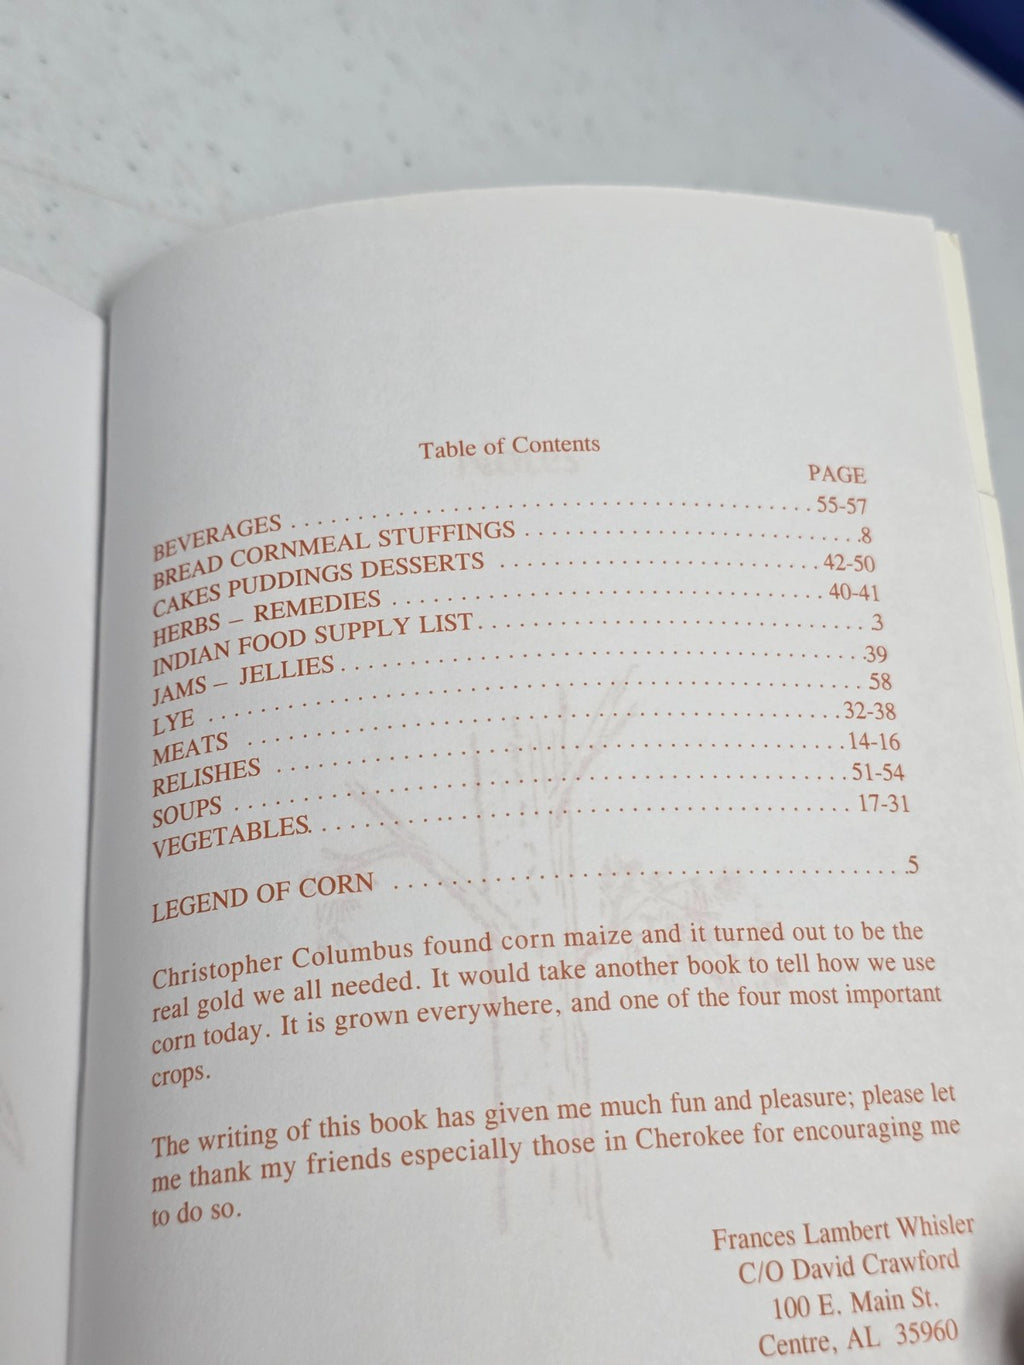 Table of Contents
PAGE
BEVERAGES . . . . . . . . . . . . . . . . . . . . . . . . . . . . . . . . . . . . . . . 55-57
BREAD CORNMEAL STUFFINGS . . . . . . . . . . . . . . . . . . . . . . . . .8
CAKES PUDDINGS DESSERTS . . . . . . . . . . . . . . . . . . . . . . . . 42-50
HERBS – REMEDIES . . . . . . . . . . . . . . . . . . . . . . . . . . . . . . . . 40-41
INDIAN FOOD SUPPLY LIST. . . . . . . . . . . . . . . . . . . . . . . . . . . . . 3
JAMS – JELLIES . . . . . . . . . . . . . . . . . . . . . . . . . . . . . . . . . . . . . .39
LYE . . . . . . . . . . . . . . . . . . . . . . . . . . . . . . . . . . . . . . . . . . . . . . . 58
MEATS . . . . . . . . . . . . . . . . . . . . . . . . . . . . . . . . . . . . . . . . . . .32-38
RELISHES . . . . . . . . . . . . . . . . . . . . . . . . . . . . . . . . . . . . . . . . .14-16
SOUPS . . . . . . . . . . . . . . . . . . . . . . . . . . . . . . . . . . . . . . . . . . . .51-54
VEGETABLES. . . . . . . . . . . . . . . . . . . . . . . . . . . . . . . . . . . . . . 17-31
LEGEND OF CORN . . . . . . . . . . . . . . . . . . . . . . . . . . . . . . . . . . . .5
Christopher Columbus found corn maize and it turned out to be the
real gold we all needed. It would take another book to tell how we use
corn today. It is grown everywhere, and one of the four most important
crops.
The writing of this book has given me much fun and pleasure; please let
me thank my friends especially those in Cherokee for encouraging me
to do so.
Frances Lambert Whisler
C/O David Crawford
100 E. Main St.
Centre, AL 35960